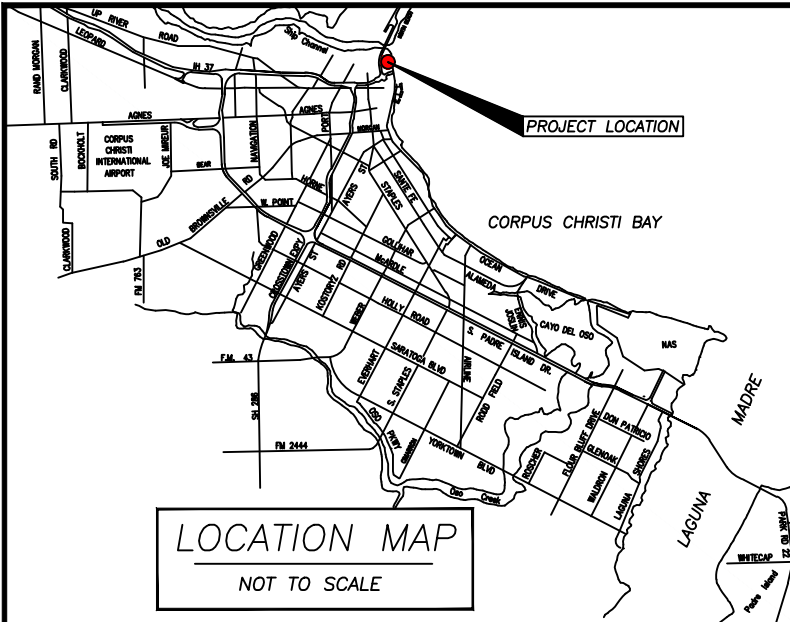 UP RIVER
ROAD
LEOPARD
Ship Channel
RAND MORGAN
CLARKWOOD
IH 37
AGNES
AGNES
PORT
MORGAN
NAVIGATION
PROJECT LOCATION
SOUTH RD
BOCKHOLT
CORPUS
CHRISTI
INTERNATIONAL
AIRPORT
JOE MIREUR
BEAR
HORNE
AYERS ST
STAPLES
SANTE FE
OLD
BROWNSVILLE
RD
W. POINT
CLARKWOOD
FM 763
GREENWOOD
CROSSTOWN EXPY
AYERS ST
KOSTORYZ RD
GOLLIHAR
McARDLE
WEBER
HOLLY ROAD
CORPUS CHRISTI BAY
OCEAN
DRIVE
ALAMEDA
ENNIS
JOSLIN
CAYO DEL OSO
NAS
S. PADRE
ISLAND DR.
F.M. 43
EVERHART
SARATOGA BLVD
S. STAPLES
AIRLINE
RODD FIELD
SH 286
FM 2444
OSO
PKWY
YORKTOWN
BLVD
Oso Creek
ROSCHER
FLOUR BLUFF DRIVE
DON PATRICIO
GLENOAK
WALDRON
LAGUNA
SHORES
MADRE
LAGUNA
PARK RD 22
WHITECAP
Padre Island
LOCATION MAP
NOT TO SCALE